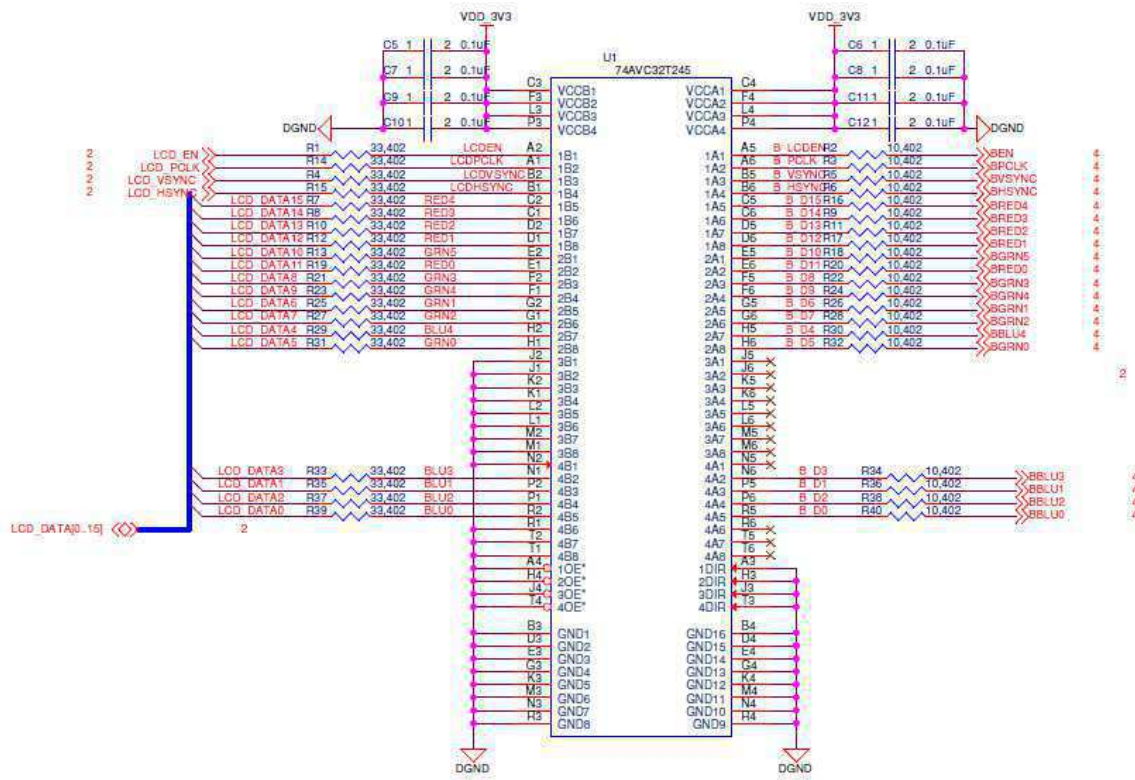 VDD_3V3 VDD_3V3
U1
74AVC32T245
C5 1 2 0.1uF C6 1 2 0.1uF
C7 1 2 0.1uF C8 1 2 0.1uF
C9 1 2 0.1uF C11 1 2 0.1uF
C10 1 2 0.1uF C12 1 2 0.1uF
DGND DGND
C3 VCCB1 VCCA1 C4
F3 VCCB2 VCCA2 F4
L3 VCCB3 VCCA3 L4
P3 VCCB4 VCCA4 P4
2 LCD_EN R1 33,402 LCDEN A2 1B1 1A1 A5 B_LCDEN R2 10,402 BEN 4
2 LCD_PCLK R14 33,402 LCDPCLK A1 1B2 1A2 A6 B_PCLK R3 10,402 BPCLK 4
2 LCD_VSYNC R4 33,402 LCDVSYNC B2 1B3 1A3 B5 B_VSYNC R5 10,402 BVSYNC 4
2 LCD_HSYNC R15 33,402 LCDHSYNC B1 1B4 1A4 B6 B_HSYNC R6 10,402 BHSYNC 4
LCD_DATA15 R7 33,402 RED4 C2 1B5 1A5 C5 B_D15 R16 10,402 BRED4 4
LCD_DATA14 R8 33,402 RED3 C1 1B6 1A6 C6 B_D14 R9 10,402 BRED3 4
LCD_DATA13 R10 33,402 RED2 D2 1B7 1A7 D5 B_D13 R11 10,402 BRED2 4
LCD_DATA12 R12 33,402 RED1 D1 1B8 1A8 D6 B_D12 R17 10,402 BRED1 4
LCD_DATA10 R13 33,402 GRN5 E2 2B1 2A1 E5 B_D10 R18 10,402 BGRN5 4
LCD_DATA11 R19 33,402 RED0 E1 2B2 2A2 E6 B_D11 R20 10,402 BRED0 4
LCD_DATA8 R21 33,402 GRN3 F2 2B3 2A3 F5 B_D8 R22 10,402 BGRN3 4
LCD_DATA9 R23 33,402 GRN4 F1 2B4 2A4 F6 B_D9 R24 10,402 BGRN4 4
LCD_DATA6 R25 33,402 GRN1 G2 2B5 2A5 G5 B_D6 R26 10,402 BGRN1 4
LCD_DATA7 R27 33,402 GRN2 G1 2B6 2A6 G6 B_D7 R28 10,402 BGRN2 4
LCD_DATA4 R29 33,402 BLU4 H2 2B7 2A7 H5 B_D4 R30 10,402 BBLU4 4
LCD_DATA5 R31 33,402 GRN0 H1 2B8 2A8 H6 B_D5 R32 10,402 BGRN0 4
J2 3B1 3A1 J5
J1 3B2 3A2 J6 2
K2 3B3 3A3 K5
K1 3B4 3A4 K6
L2 3B5 3A5 L5
L1 3B6 3A6 L6
M2 3B7 3A7 M5
M1 3B8 3A8 M6
N2 4B1 4A1 N5
LCD_DATA3 R33 33,402 BLU3 N1 4B2 4A2 N6 B_D3 R34 10,402 BBLU3 4
LCD_DATA1 R35 33,402 BLU1 P2 4B3 4A3 P5 B_D1 R36 10,402 BBLU1 4
LCD_DATA2 R37 33,402 BLU2 P1 4B4 4A4 P6 B_D2 R38 10,402 BBLU2 4
LCD_DATA0 R39 33,402 BLU0 R2 4B5 4A5 R5 B_D0 R40 10,402 BBLU0 4
LCD_DATA[0..15] 2 R1 4B6 4A6 R6
T2 4B7 4A7 T5
T1 4B8 4A8 T6
A4 1OE* 1DIR A3
H4 2OE* 2DIR H3
J4 3OE* 3DIR J3
T4 4OE* 4DIR T3
B3 GND1 GND16 B4
D3 GND2 GND15 D4
E3 GND3 GND14 E4
G3 GND4 GND13 G4
K3 GND5 GND12 K4
M3 GND6 GND11 M4
N3 GND7 GND10 N4
R3 GND8 GND9 R4
DGND DGND